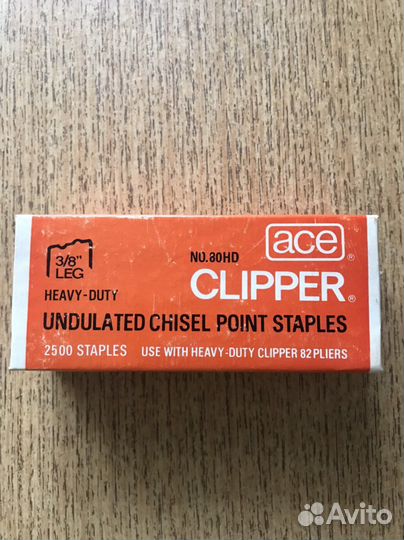 ace®
3/8"
LEG
NO.80HD
CLIPPER®
HEAVY-DUTY
UNDULATED CHISEL POINT STAPLES
2500 STAPLES USE WITH HEAVY-DUTY CLIPPER 82 PLIERS
Avito